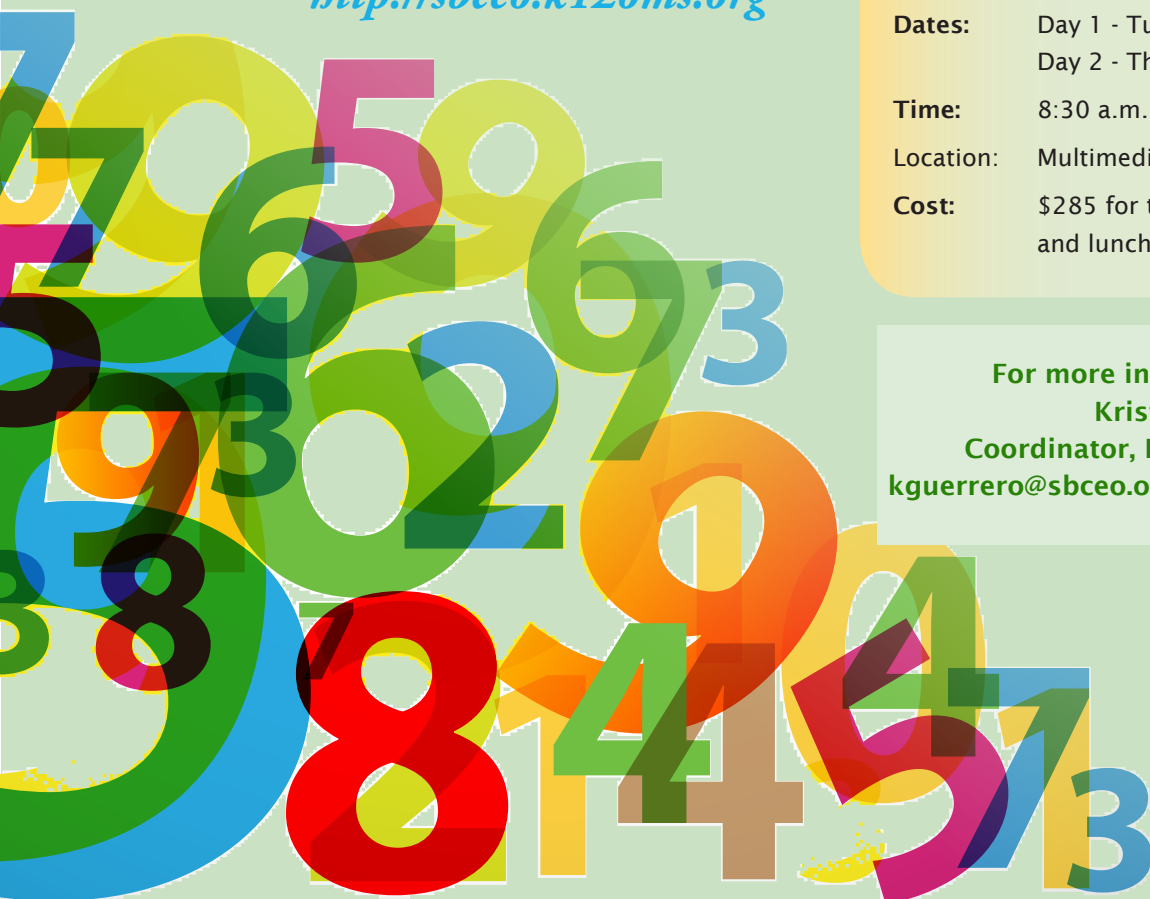 http://sbceo.k12oms.org
Dates: Day 1 - Tu
Day 2 - Th
Time: 8:30 a.m.
Location: Multimedi
Cost: $285 for t
and lunch
For more in
Kris
Coordinator,
kguerrero@sbceo.o